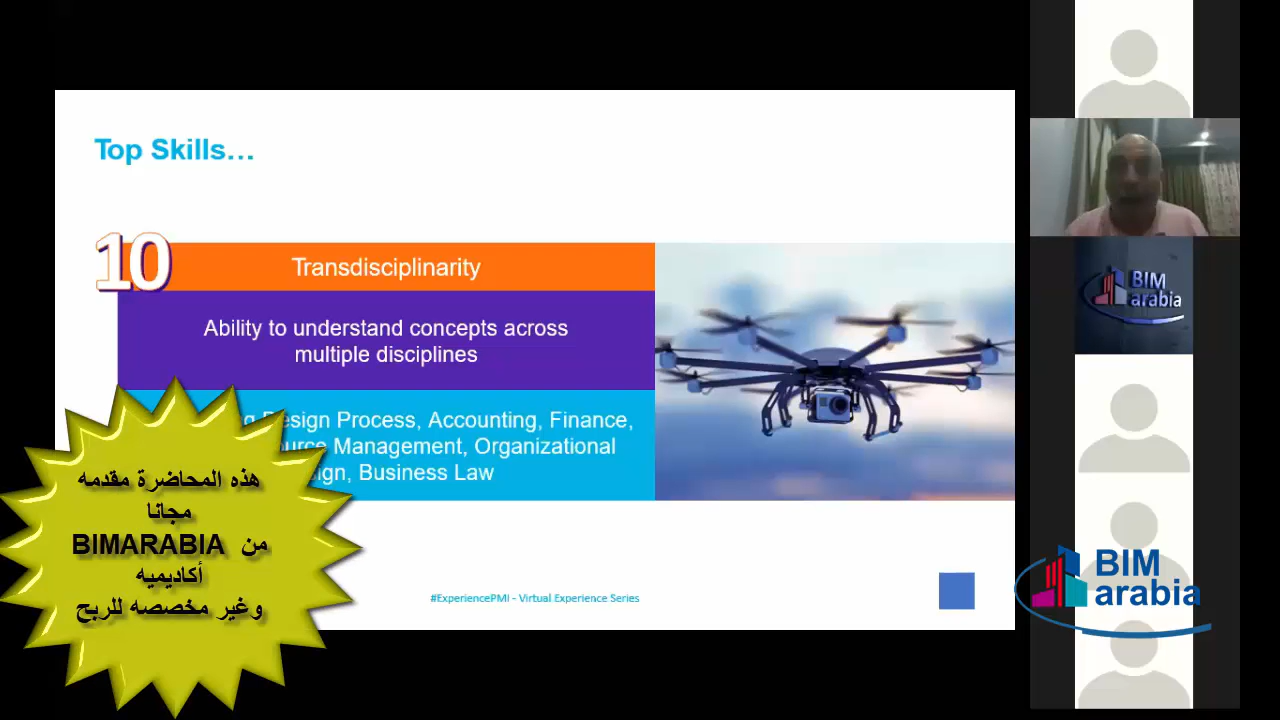 Top Skills…
10
Transdisciplinarity
Ability to understand concepts across
multiple disciplines
Design Process, Accounting, Finance,
Management, Organizational
Business Law
#ExperiencePMI - Virtual Experience Series
هذه المحاضرة مقدمه
مجانا
من BIMARABIA
أكاديميه
وغير مخصصه للربح
BIM
arabia
BIM
arabia